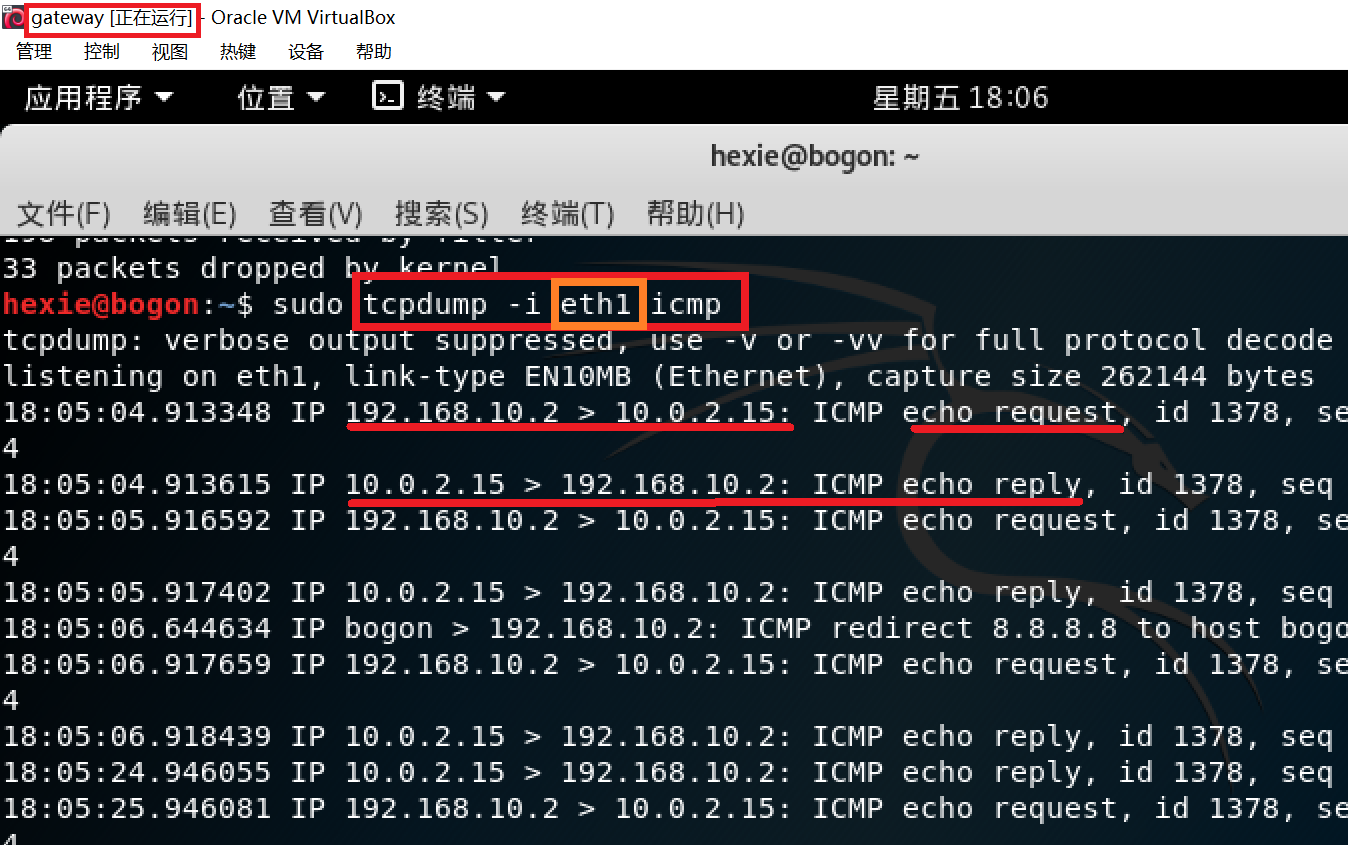 gateway [正在运行] - Oracle VM VirtualBox
管理 控制 视图 热键 设备 帮助
应用程序 位置 终端 星期五 18:06
hexie@bogon: ~
文件(F) 编辑(E) 查看(V) 搜索(S) 终端(T) 帮助(H)
packets received by filter
33 packets dropped by kernel
hexie@bogon:~$ sudo tcpdump -i eth1 icmp
tcpdump: verbose output suppressed, use -v or -vv for full protocol decode
listening on eth1, link-type EN10MB (Ethernet), capture size 262144 bytes
18:05:04.913348 IP 192.168.10.2 > 10.0.2.15: ICMP echo request, id 1378, se
4
18:05:04.913615 IP 10.0.2.15 > 192.168.10.2: ICMP echo reply, id 1378, seq
18:05:05.916592 IP 192.168.10.2 > 10.0.2.15: ICMP echo request, id 1378, se
4
18:05:05.917402 IP 10.0.2.15 > 192.168.10.2: ICMP echo reply, id 1378, seq
18:05:06.644634 IP bogon > 192.168.10.2: ICMP redirect 8.8.8.8 to host bogo
18:05:06.917659 IP 192.168.10.2 > 10.0.2.15: ICMP echo request, id 1378, se
4
18:05:06.918439 IP 10.0.2.15 > 192.168.10.2: ICMP echo reply, id 1378, seq
18:05:24.946055 IP 10.0.2.15 > 192.168.10.2: ICMP echo reply, id 1378, seq
18:05:25.946081 IP 192.168.10.2 > 10.0.2.15: ICMP echo request, id 1378, se
4